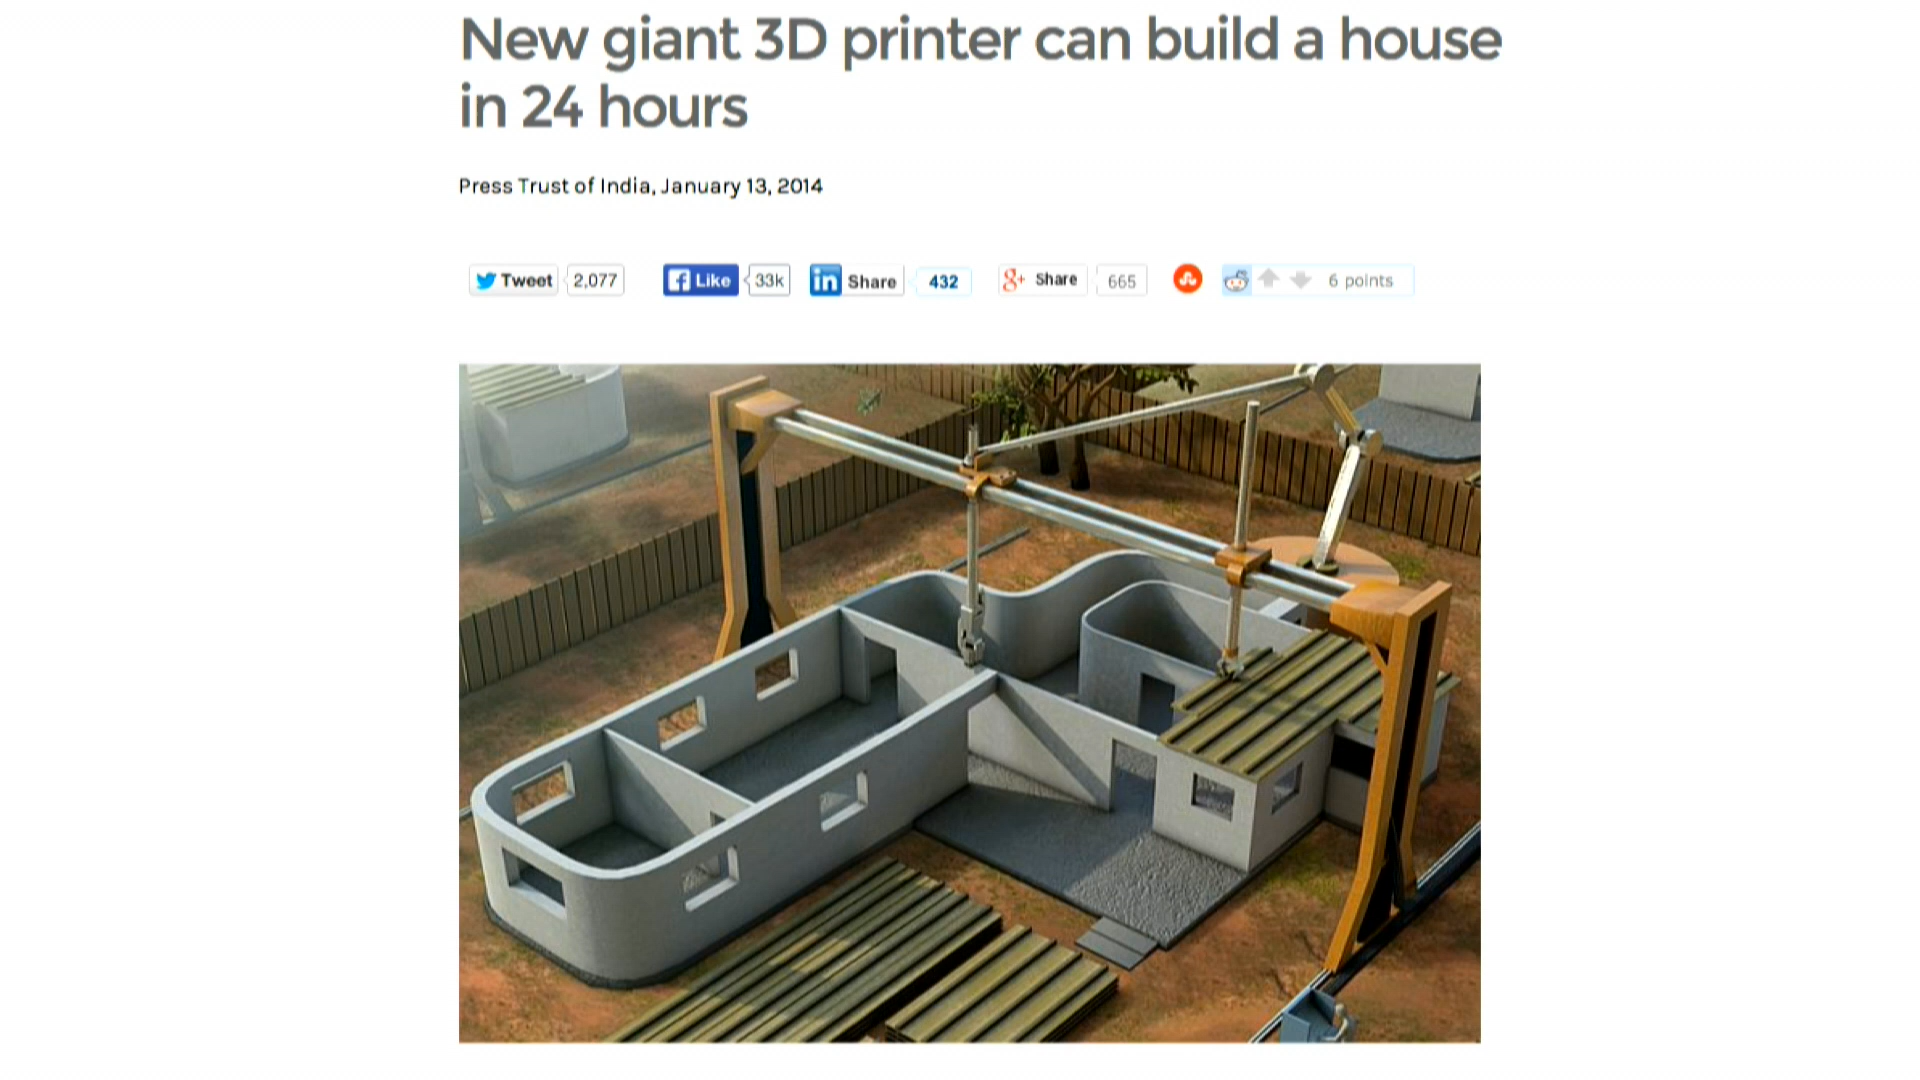 New giant 3D printer can build a house
in 24 hours
Press Trust of India, January 13, 2014
Tweet 2,077 Like 33k in Share 432 g+ Share 665 6 points